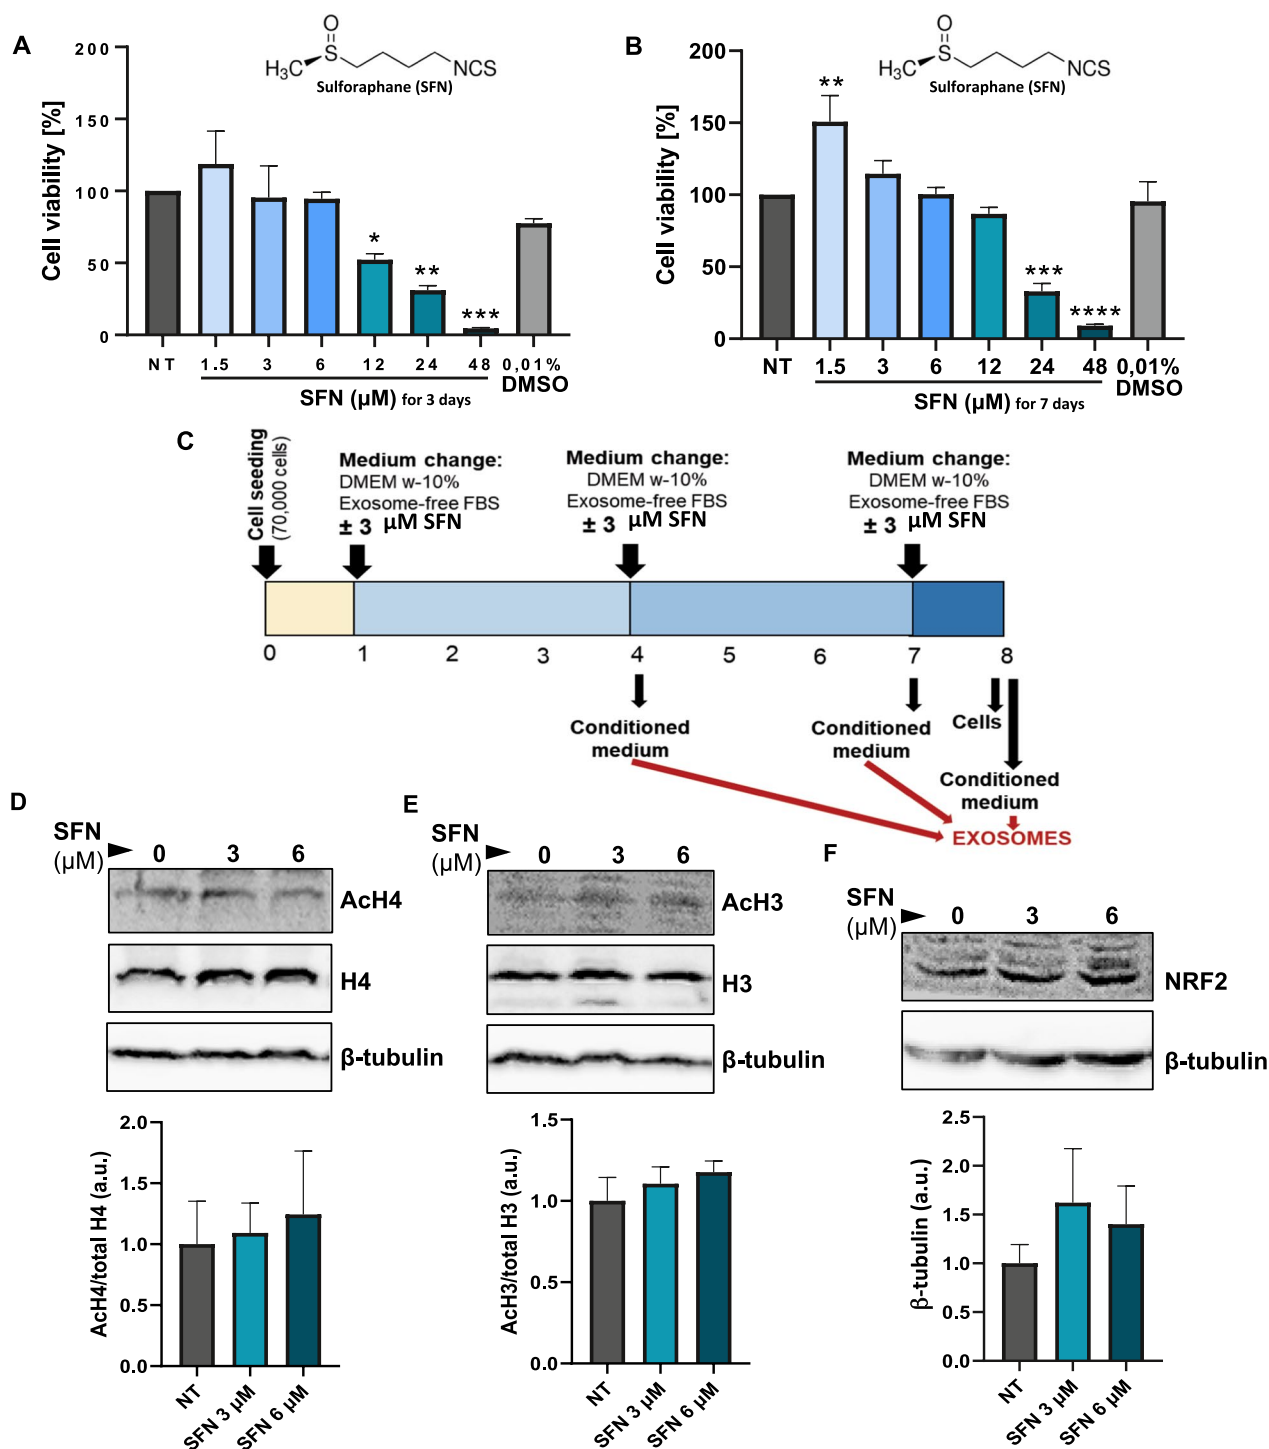 A
200
150
100
50
0
Cell viability [%]
O
S
H₃C
NCS
Sulforaphane (SFN)
*
**
***
NT
1.5
3
6
12
24
48
0,01%
DMSO
SFN (µM) for 3 days
B
200
150
100
50
0
Cell viability [%]
O
S
H₃C
NCS
Sulforaphane (SFN)
**
***
****
NT
1.5
3
6
12
24
48
0,01%
DMSO
SFN (µM) for 7 days
C
Cell seeding
(70,000 cells)
Medium change:
DMEM w-10%
Exosome-free FBS
± 3 µM SFN
Medium change:
DMEM w-10%
Exosome-free FBS
± 3 µM SFN
Medium change:
DMEM w-10%
Exosome-free FBS
± 3 µM SFN
0
1
2
3
4
5
6
7
8
Conditioned
medium
Conditioned
medium
Cells
Conditioned
medium
EXOSOMES
D
SFN
(µM)
0
3
6
AcH4
H4
β-tubulin
2.0
1.5
1.0
0.5
0.0
AcH4/total H4 (a.u.)
NT
SFN 3 µM
SFN 6 µM
E
SFN
(µM)
0
3
6
AcH3
H3
β-tubulin
1.5
1.0
0.5
0.0
AcH3/total H3 (a.u.)
NT
SFN 3 µM
SFN 6 µM
F
SFN
(µM)
0
3
6
NRF2
β-tubulin
2.5
2.0
1.5
1.0
0.5
0.0
β-tubulin (a.u.)
NT
SFN 3 µM
SFN 6 µM